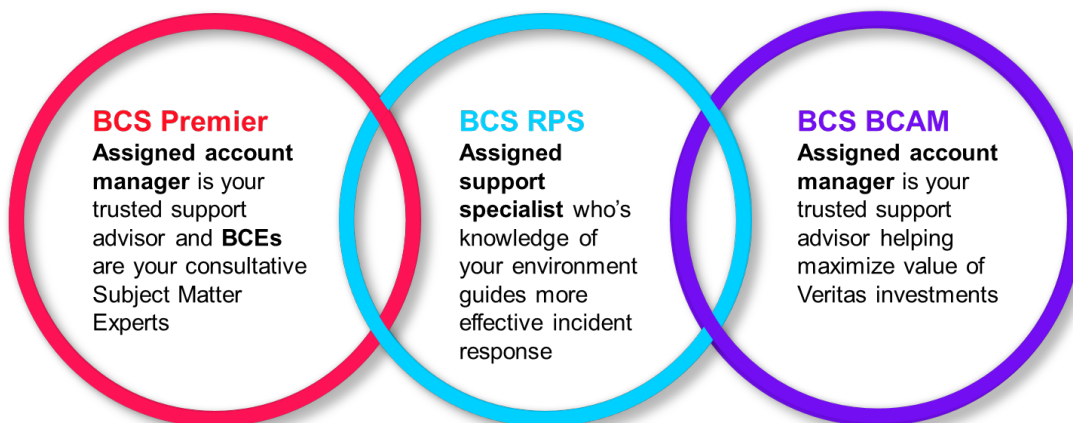 BCS Premier
Assigned account
manager is your
trusted support
advisor and BCEs
are your consultative
Subject Matter
Experts
BCS RPS
Assigned
support
specialist who's
knowledge of
your environment
guides more
effective incident
response
BCS BCAM
Assigned account
manager is your
trusted support
advisor helping
maximize value of
Veritas investments